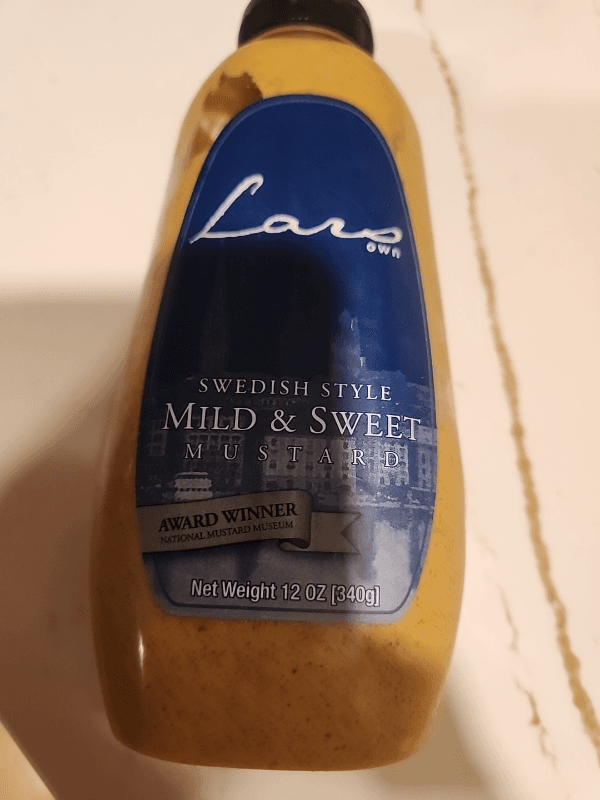 Lars
own
SWEDISH STYLE
MILD & SWEET
MUSTARD
AWARD WINNER
NATIONAL MUSTARD MUSEUM
Net Weight 12 OZ [340g]